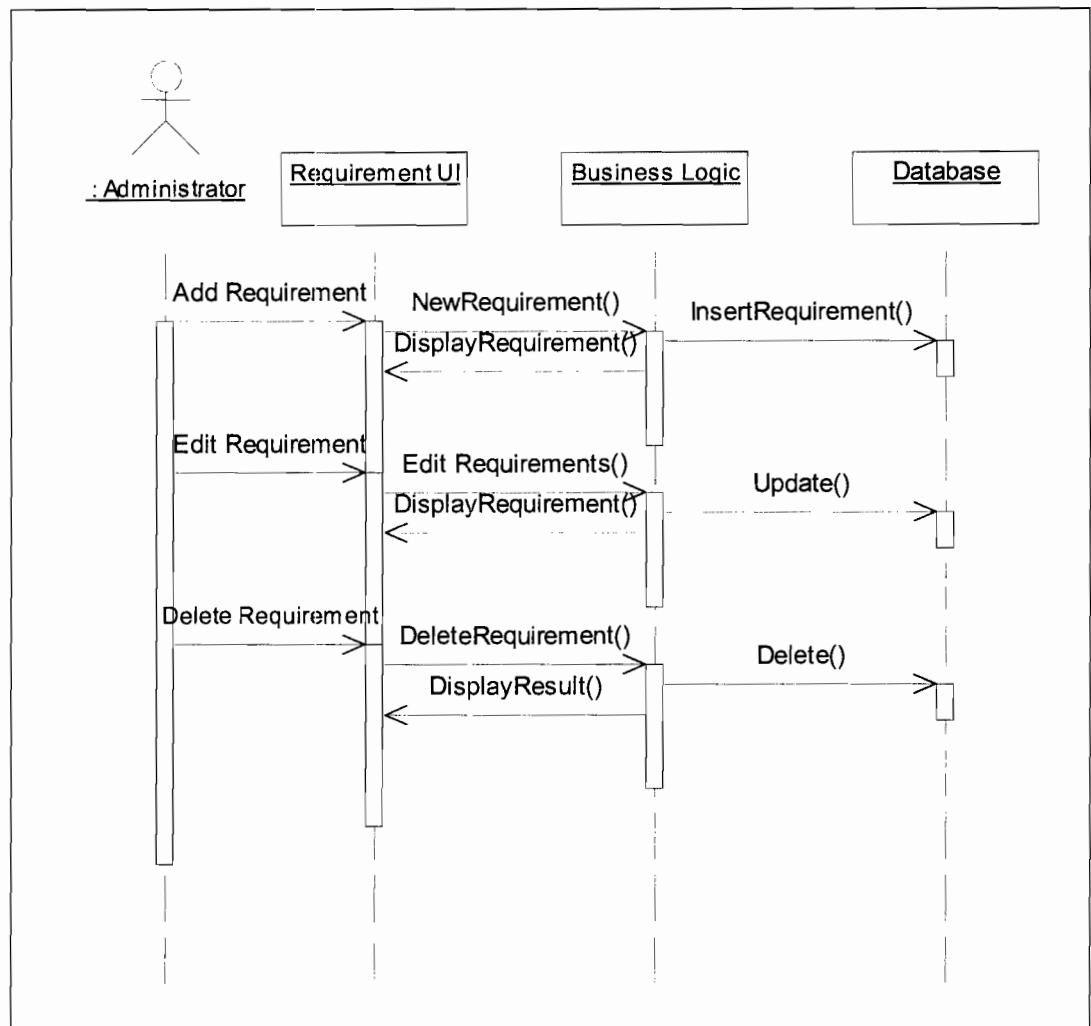 : Administrator
Requirement UI
Business Logic
Database
Add Requirement
NewRequirement()
InsertRequirement()
DisplayRequirement()
Edit Requirement
Edit Requirements()
Update()
DisplayRequirement()
Delete Requirement
DeleteRequirement()
Delete()
DisplayResult()